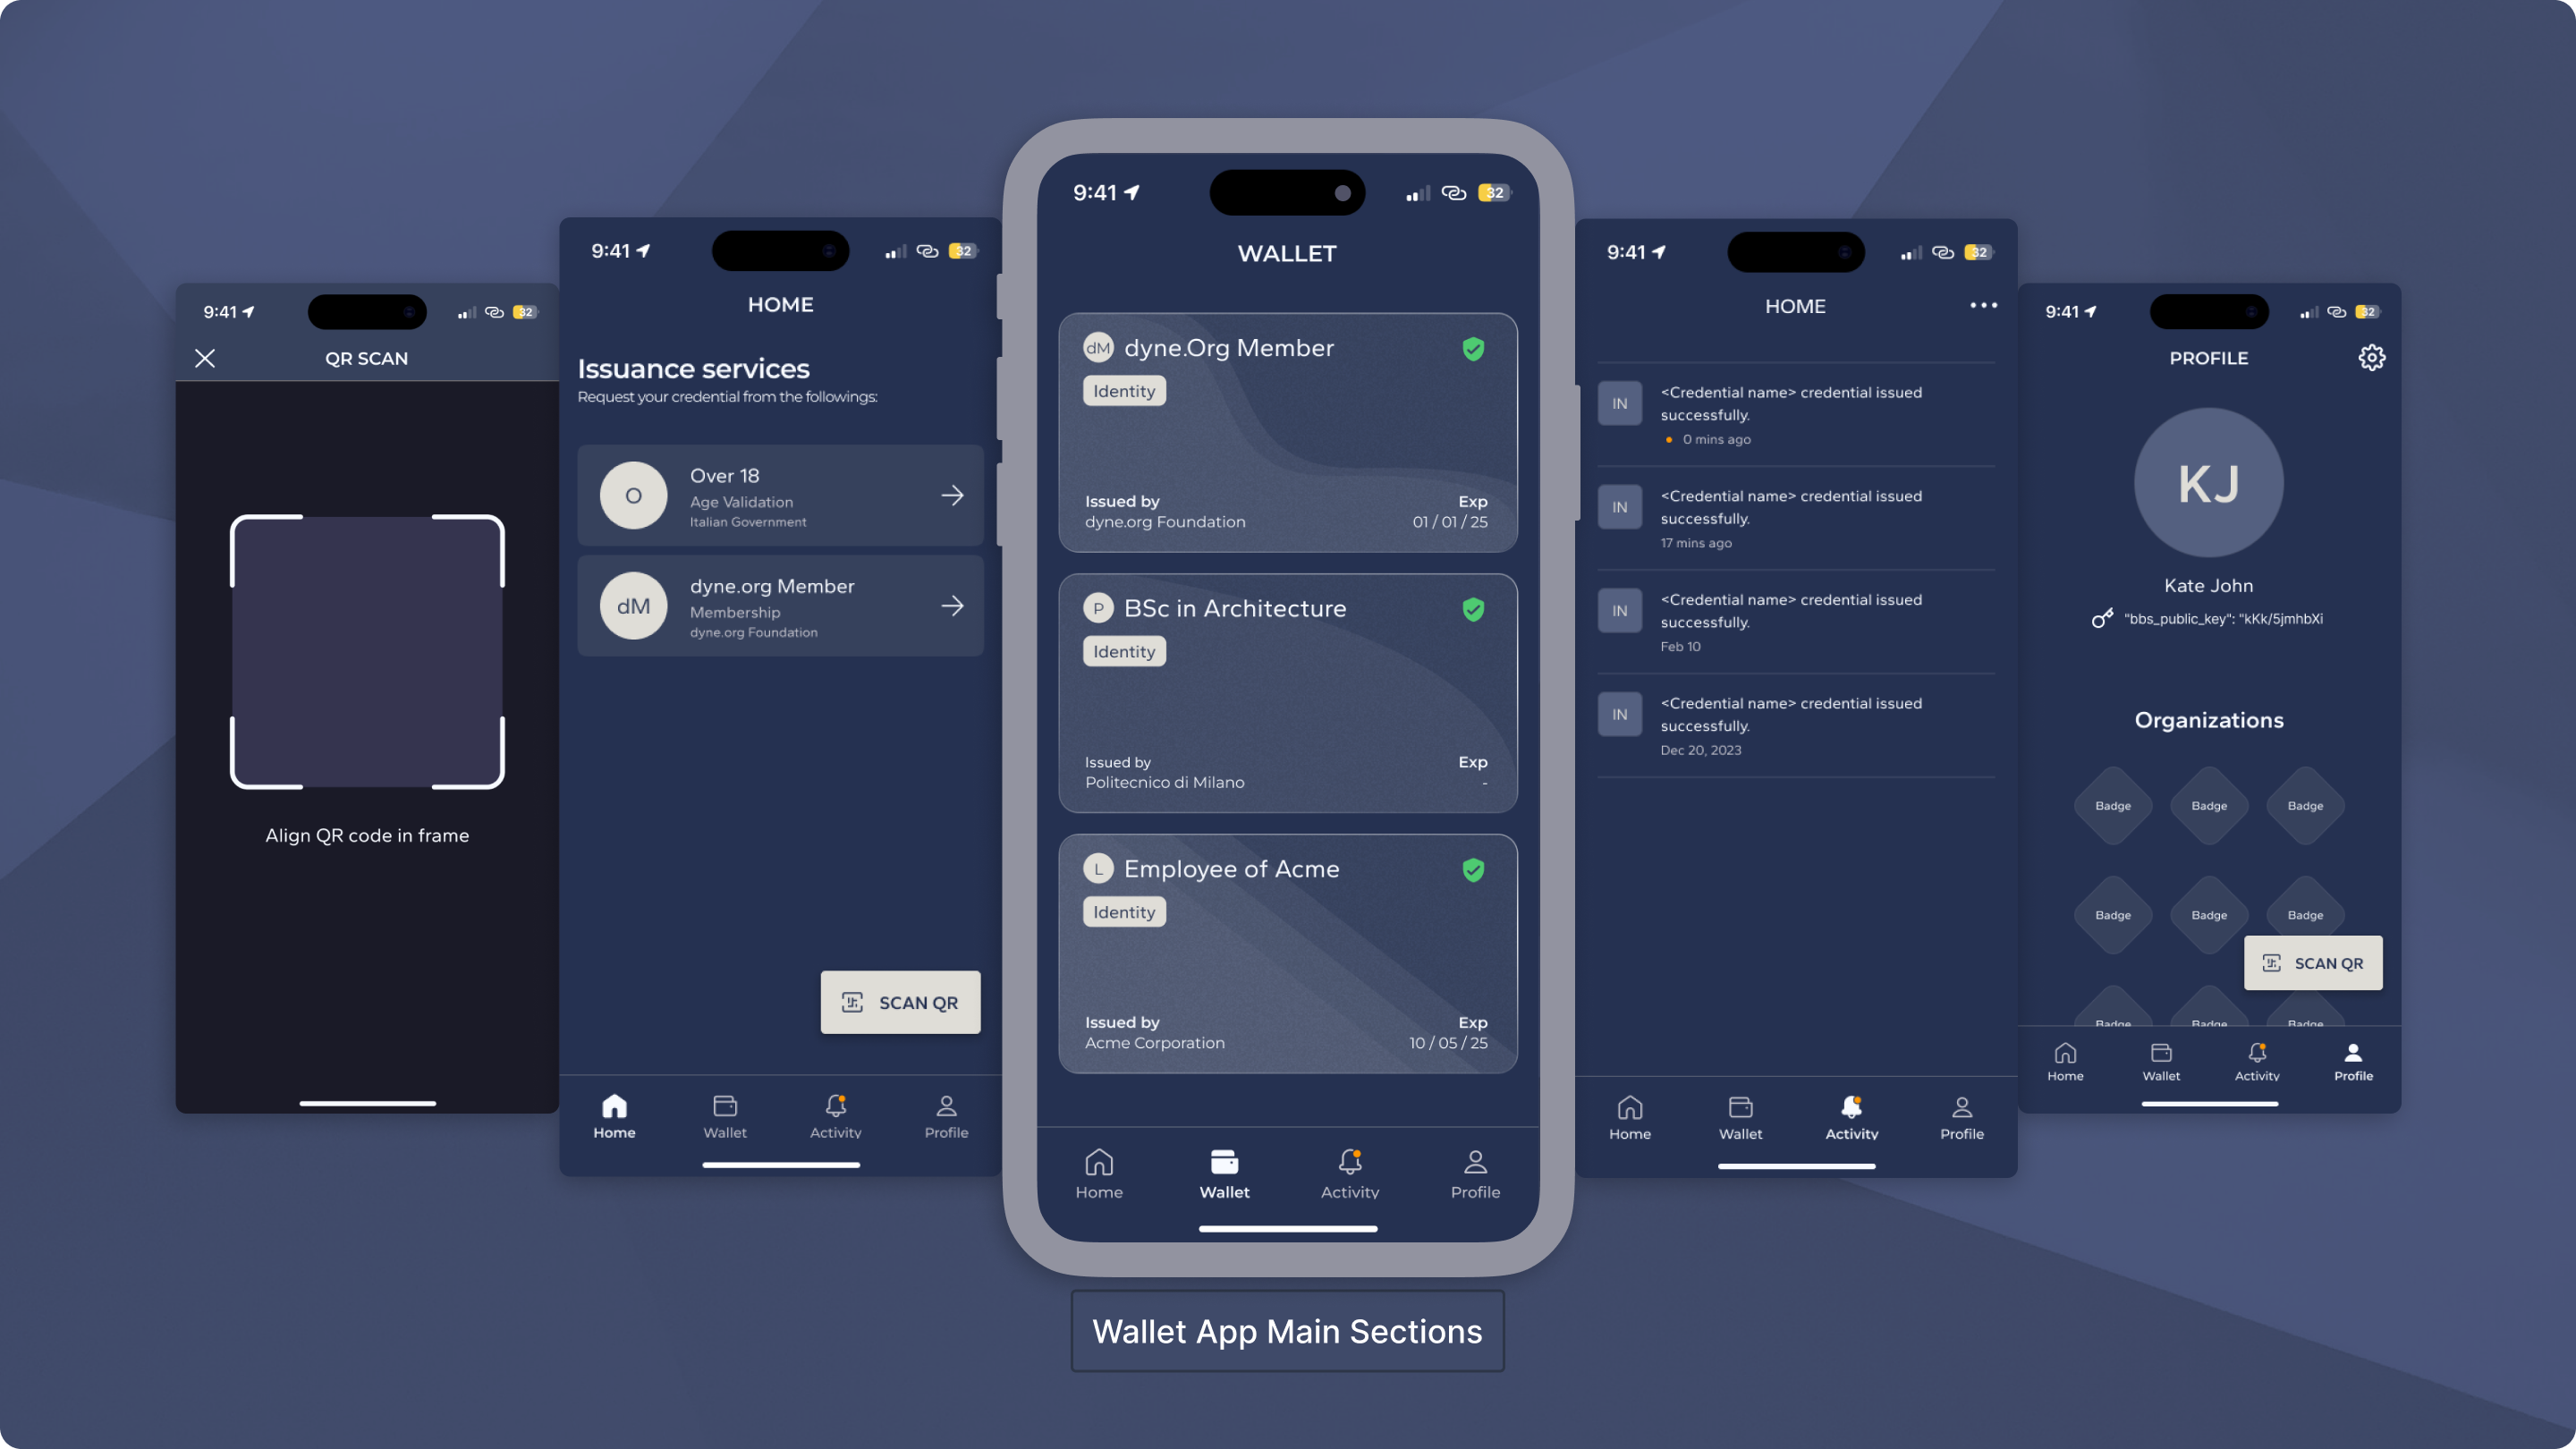 9:41
32
QR SCAN
Align QR code in frame
9:41
32
HOME
Issuance services
Request your credential from the followings:
O
Over 18
Age Validation
Italian Government
dM
dyne.org Member
Membership
dyne.org Foundation
SCAN QR
Home
Wallet
Activity
Profile
9:41
32
WALLET
dM dyne.Org Member
Identity
Issued by
Exp
dyne.org Foundation
01 / 01 / 25
P BSc in Architecture
Identity
Issued by
Exp
Politecnico di Milano
-
L Employee of Acme
Identity
Issued by
Exp
Acme Corporation
10 / 05 / 25
Home
Wallet
Activity
Profile
9:41
32
HOME
IN
<Credential name> credential issued
successfully.
0 mins ago
IN
<Credential name> credential issued
successfully.
17 mins ago
IN
<Credential name> credential issued
successfully.
Feb 10
IN
<Credential name> credential issued
successfully.
Dec 20, 2023
Home
Wallet
Activity
Profile
9:41
32
PROFILE
KJ
Kate John
"bbs_public_key": "kKk/5jmhbXi
Organizations
Badge
Badge
Badge
Badge
Badge
Badge
SCAN QR
Badge
Badge
Badge
Home
Wallet
Activity
Profile
Wallet App Main Sections